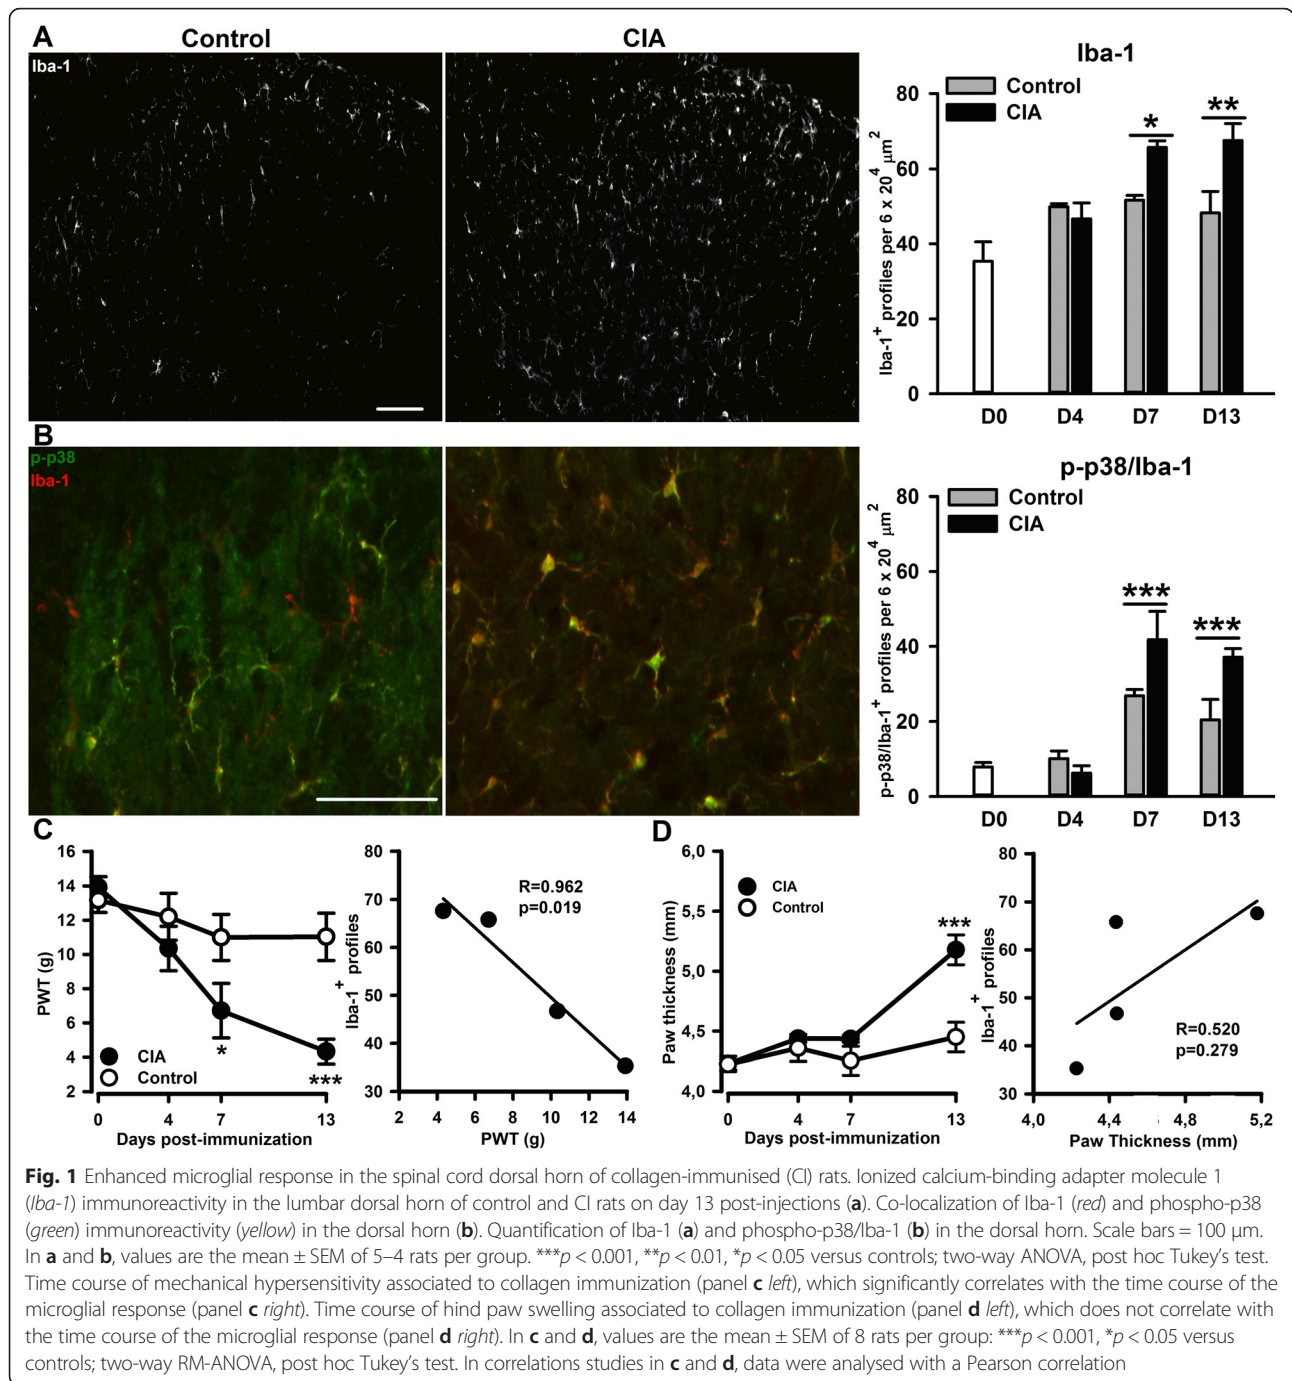 A
Control
CIA
Iba-1
Iba-1
Control
CIA
Iba-1+ profiles per 6 x 20^4 µm^2
80
60
40
20
0
* **
D0 D4 D7 D13
B
p-p38
Iba-1
p-p38/Iba-1
Control
CIA
p-p38/Iba-1+ profiles per 6 x 20^4 µm^2
80
60
40
20
0
*** ***
D0 D4 D7 D13
C
PWT (g)
16
14
12
10
8
6
4
2
CIA
Control
*
***
0 4 7 13
Days post-immunization
Iba-1+ profiles
80
70
60
50
40
30
R=0.962
p=0.019
2 4 6 8 10 12 14
PWT (g)
D
Paw thickness (mm)
6,0
5,5
5,0
4,5
4,0
CIA
Control
***
0 4 7 13
Days post-immunization
Iba-1+ profiles
80
70
60
50
40
30
R=0.520
p=0.279
4,0 4,4 4,8 5,2
Paw Thickness (mm)
Fig. 1 Enhanced microglial response in the spinal cord dorsal horn of collagen-immunised (CI) rats. Ionized calcium-binding adapter molecule 1
(Iba-1) immunoreactivity in the lumbar dorsal horn of control and CI rats on day 13 post-injections (a). Co-localization of Iba-1 (red) and phospho-p38
(green) immunoreactivity (yellow) in the dorsal horn (b). Quantification of Iba-1 (a) and phospho-p38/Iba-1 (b) in the dorsal horn. Scale bars = 100 µm.
In a and b, values are the mean ± SEM of 5–4 rats per group. ***p < 0.001, **p < 0.01, *p < 0.05 versus controls; two-way ANOVA, post hoc Tukey's test.
Time course of mechanical hypersensitivity associated to collagen immunization (panel c left), which significantly correlates with the time course of the
microglial response (panel c right). Time course of hind paw swelling associated to collagen immunization (panel d left), which does not correlate with
the time course of the microglial response (panel d right). In c and d, values are the mean ± SEM of 8 rats per group: ***p < 0.001, *p < 0.05 versus
controls; two-way RM-ANOVA, post hoc Tukey's test. In correlations studies in c and d, data were analysed with a Pearson correlation